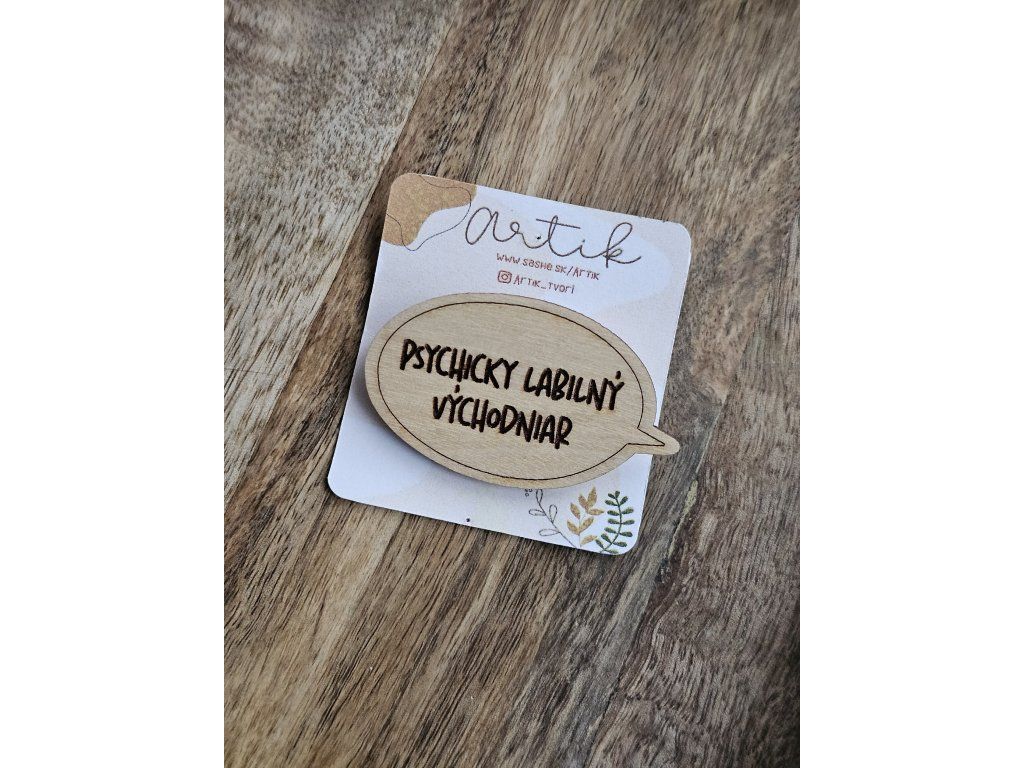 artik
www.sashe.sk/Artik
Artik_tvori
PSYCHICKY LABILNÝ
VÝCHODNIAR